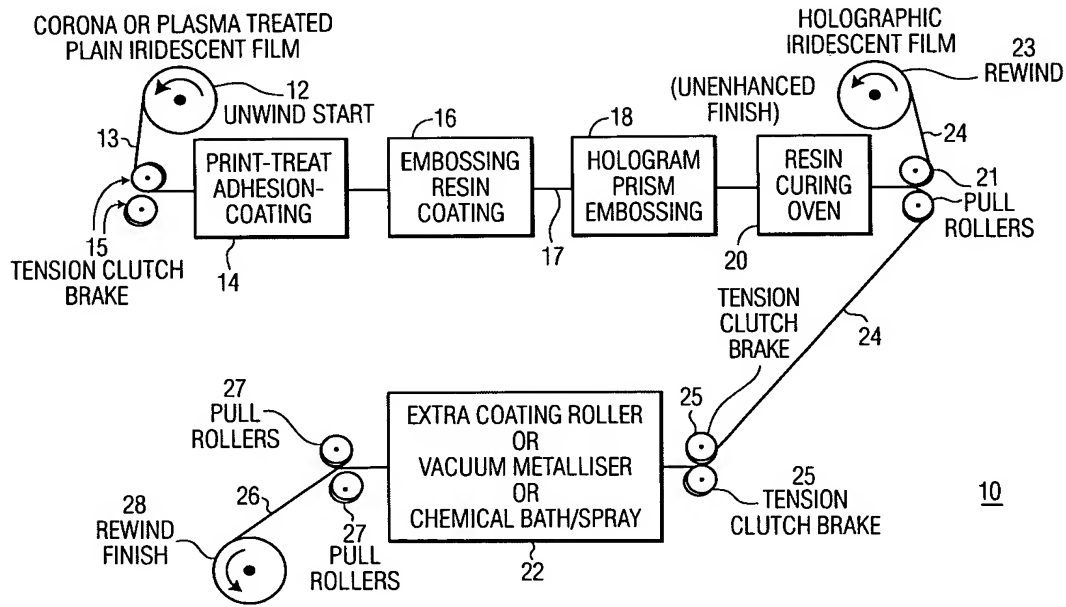 CORONA OR PLASMA TREATED
PLAIN IRIDESCENT FILM
12
UNWIND START
13
15
TENSION CLUTCH
BRAKE
PRINT-TREAT
ADHESION-
COATING
14
16
EMBOSSING
RESIN
COATING
17
18
HOLOGRAM
PRISM
EMBOSSING
(UNENHANCED
FINISH)
RESIN
CURING
OVEN
20
HOLOGRAPHIC
IRIDESCENT FILM
23
REWIND
24
21
PULL
ROLLERS
24
TENSION
CLUTCH
BRAKE
25
25
TENSION
CLUTCH BRAKE
EXTRA COATING ROLLER
OR
VACUUM METALLISER
OR
CHEMICAL BATH/SPRAY
22
27
PULL
ROLLERS
27
PULL
ROLLERS
26
28
REWIND
FINISH
10